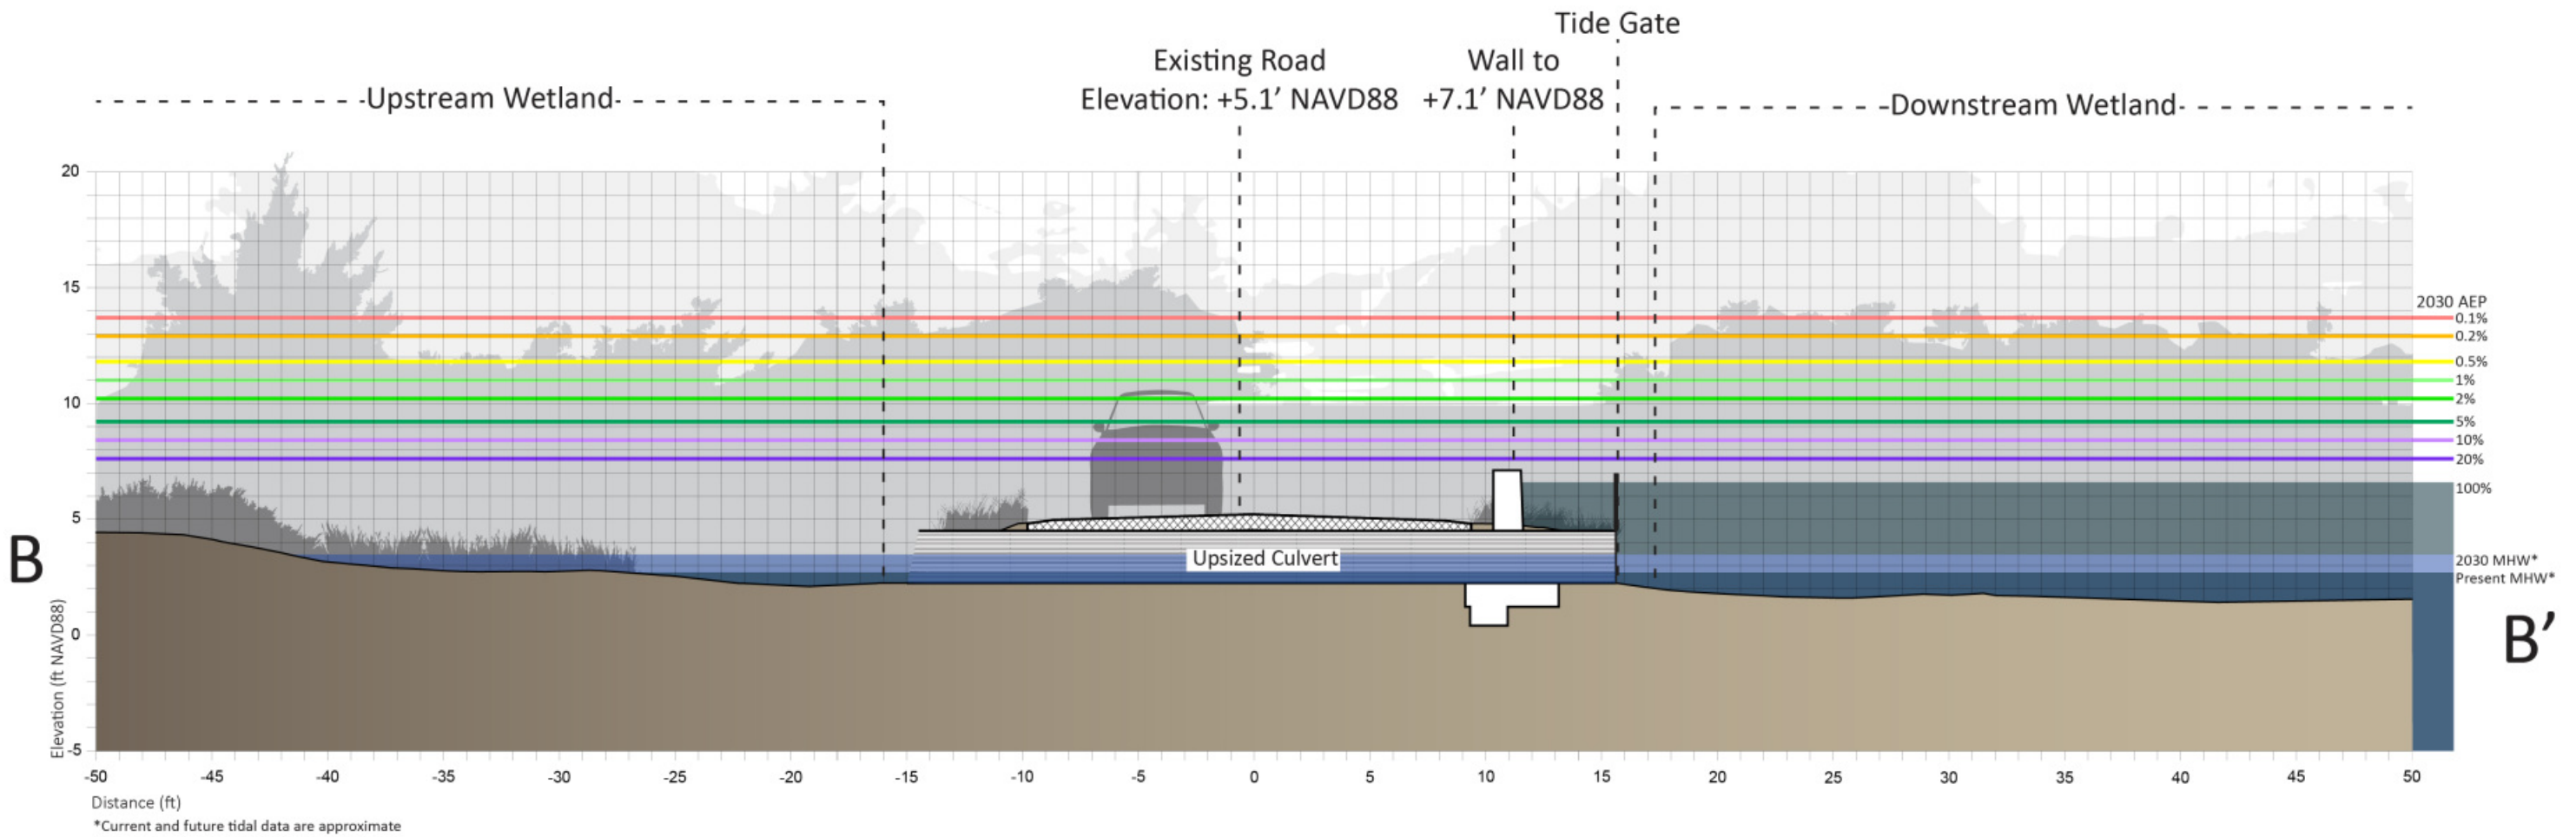 Tide Gate
Existing Road
Elevation: +5.1’ NAVD88
Wall to
+7.1’ NAVD88
Upstream Wetland
Downstream Wetland
20
15
10
5
0
-5
Elevation (ft NAVD88)
B
2030 AEP
0.1%
0.2%
0.5%
1%
2%
5%
10%
20%
100%
Upsized Culvert
2030 MHW*
Present MHW*
B’
-50 -45 -40 -35 -30 -25 -20 -15 -10 -5 0 5 10 15 20 25 30 35 40 45 50
Distance (ft)
*Current and future tidal data are approximate